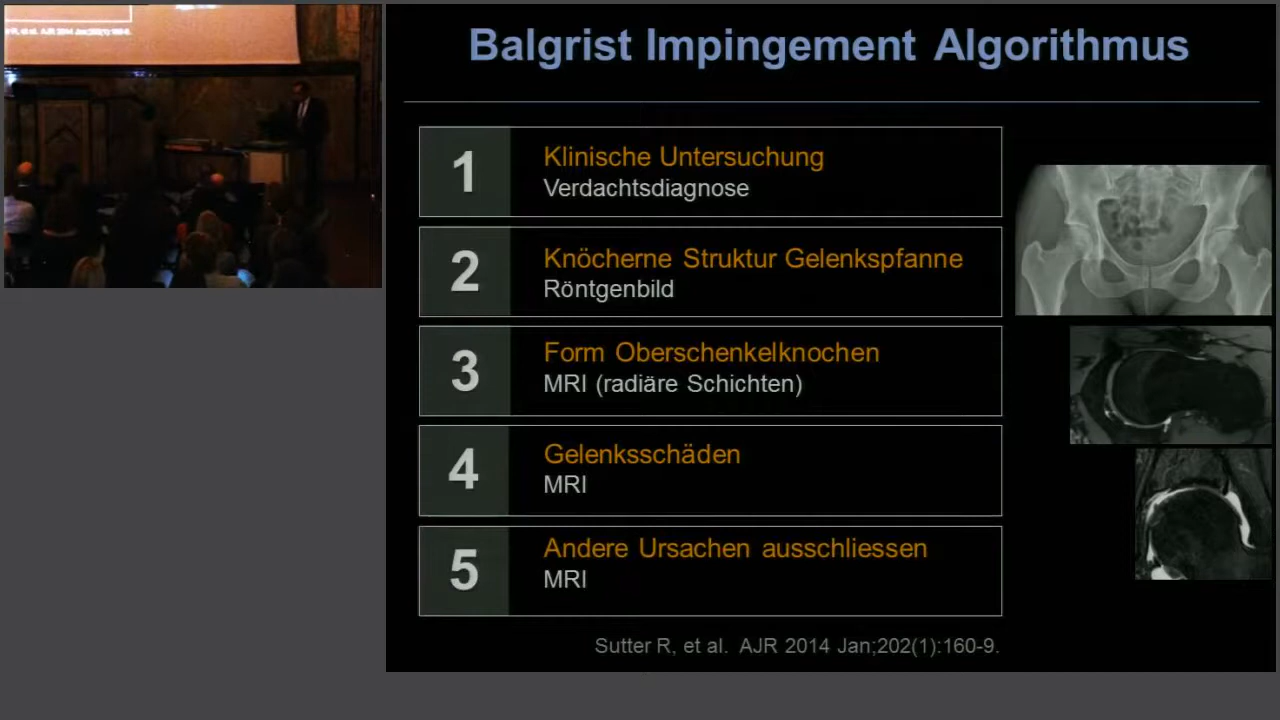 Balgrist Impingement Algorithmus
1
Klinische Untersuchung
Verdachtsdiagnose
2
Knöcherne Struktur Gelenkspfanne
Röntgenbild
3
Form Oberschenkelknochen
MRI (radiäre Schichten)
4
Gelenksschäden
MRI
5
Andere Ursachen ausschliessen
MRI
Sutter R, et al. AJR 2014 Jan;202(1):160-9.